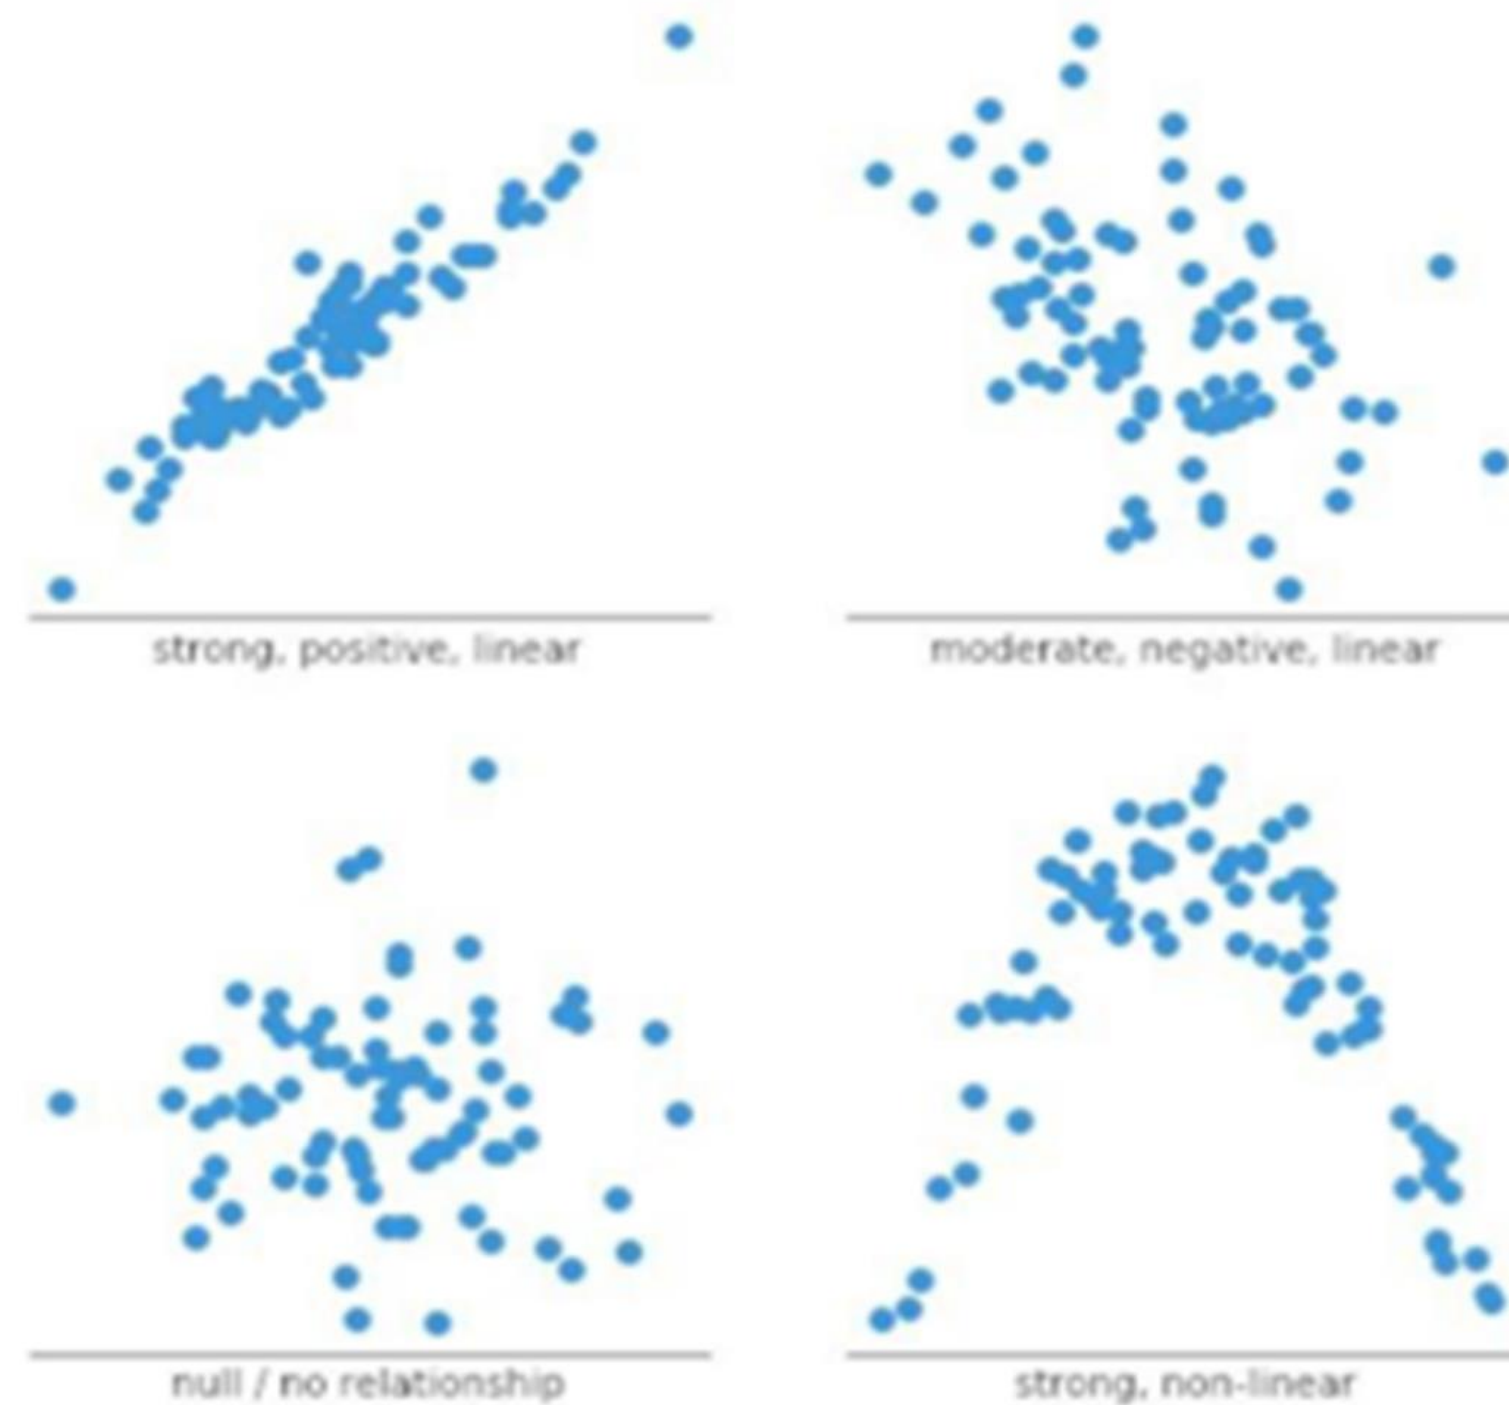 strong, positive, linear
moderate, negative, linear
null / no relationship
strong, non-linear